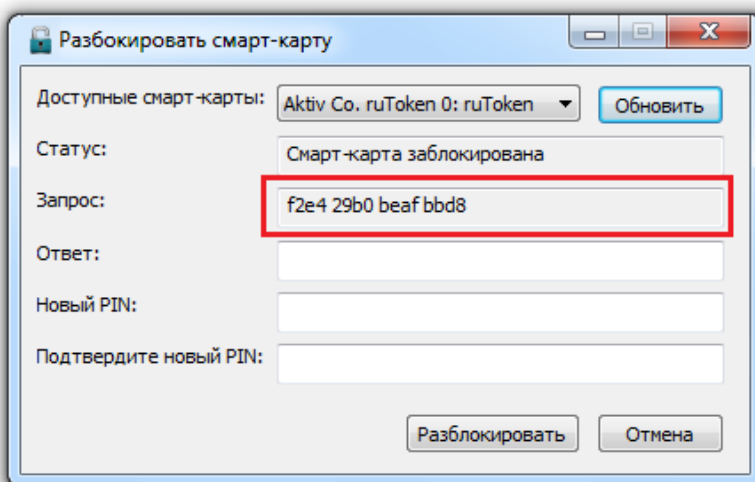 Разбокировать смарт-карту
Доступные смарт-карты: Aktiv Co. ruToken 0: ruToken Обновить
Статус: Смарт-карта заблокирована
Запрос: f2e4 29b0 beaf bbd8
Ответ:
Новый PIN:
Подтвердите новый PIN:
Разблокировать Отмена